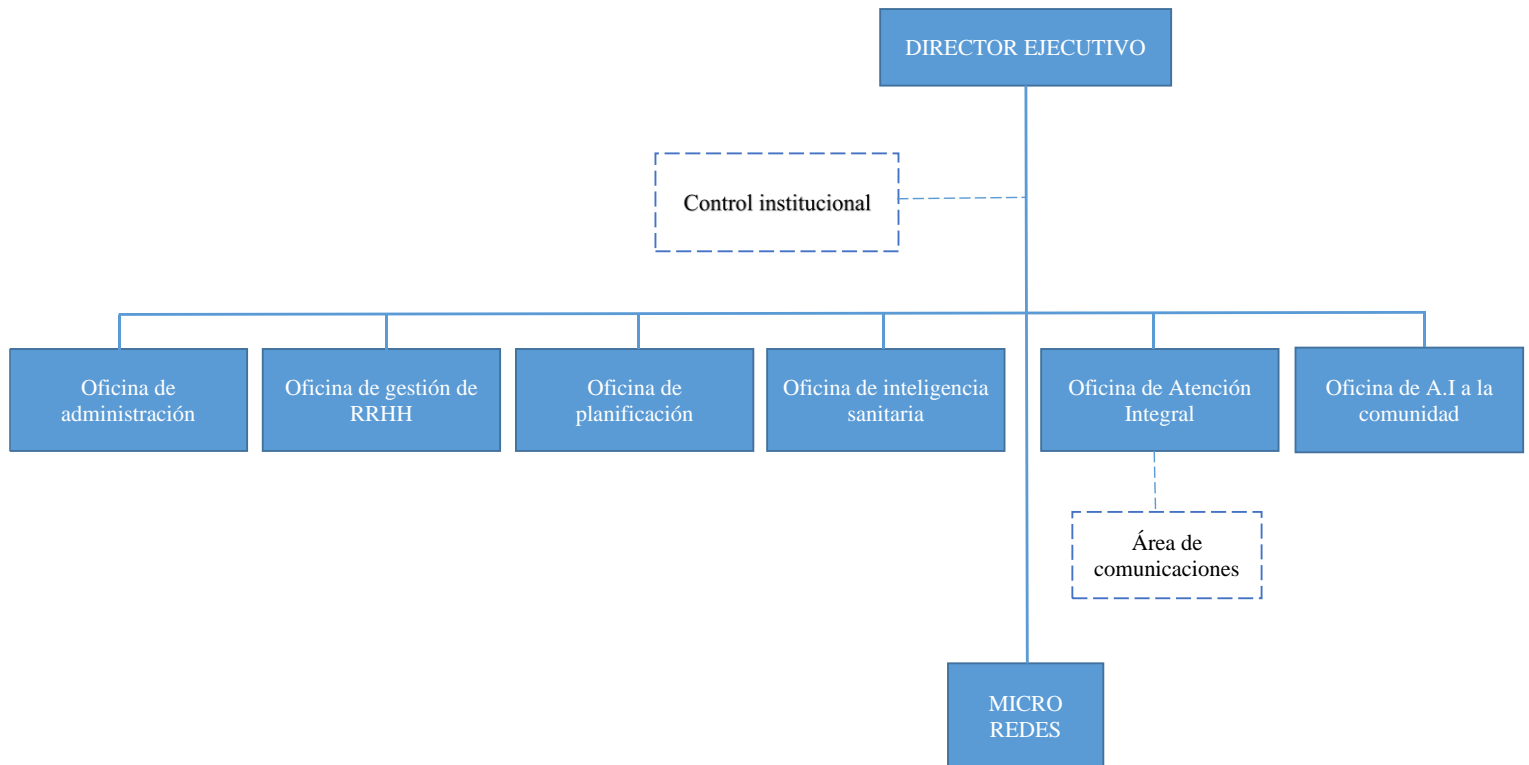 DIRECTOR EJECUTIVO
Control institucional
Oficina de
administración
Oficina de gestión de
RRHH
Oficina de
planificación
Oficina de inteligencia
sanitaria
Oficina de Atención
Integral
Oficina de A.I a la
comunidad
Área de
comunicaciones
MICRO
REDES